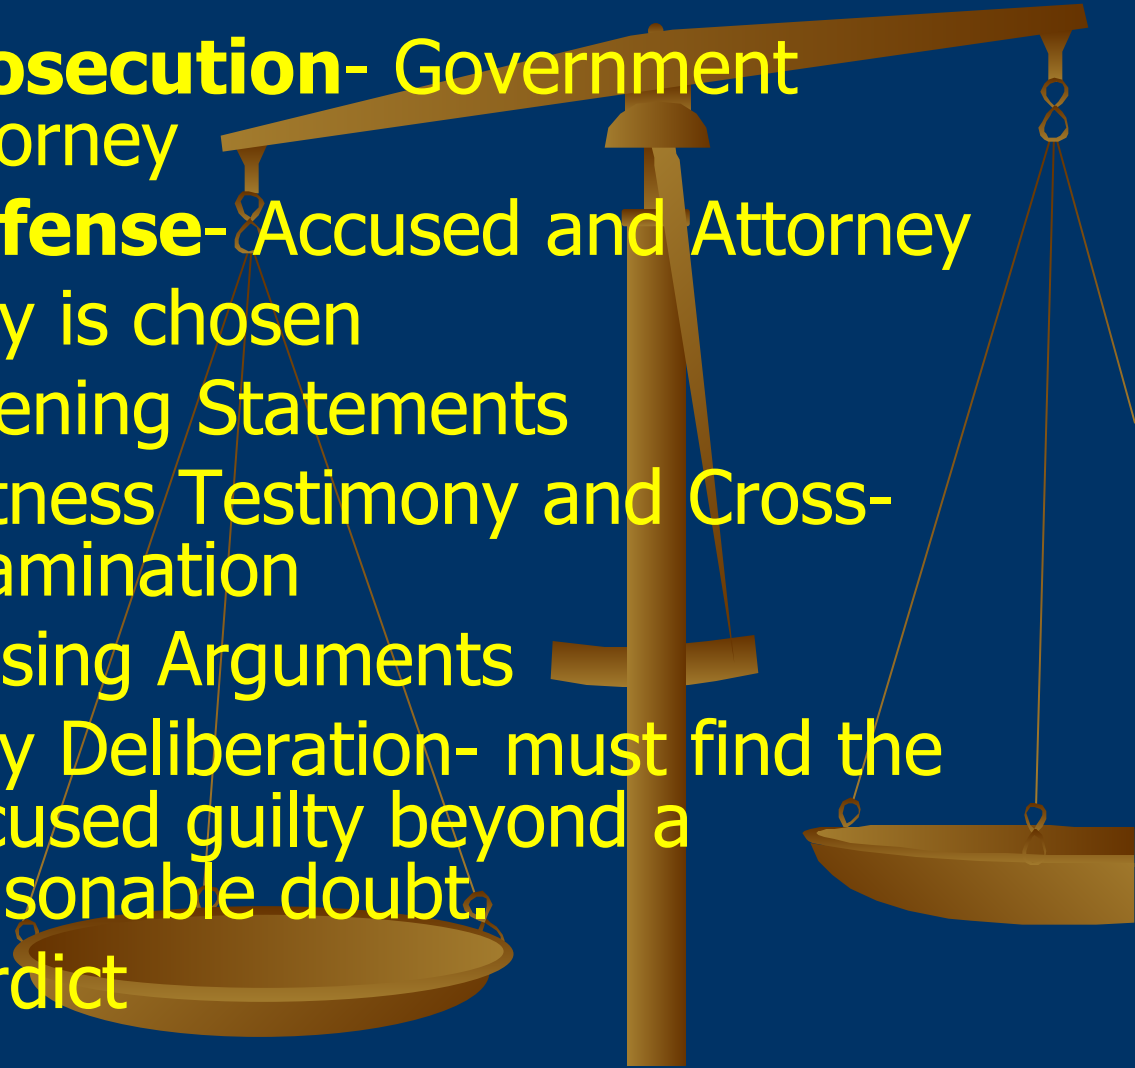 osecution- Government
orney
fense- Accused and Attorney
y is chosen
ening Statements
tness Testimony and Cross-
amination
sing Arguments
y Deliberation- must find the
cused guilty beyond a
sonable doubt.
rdict